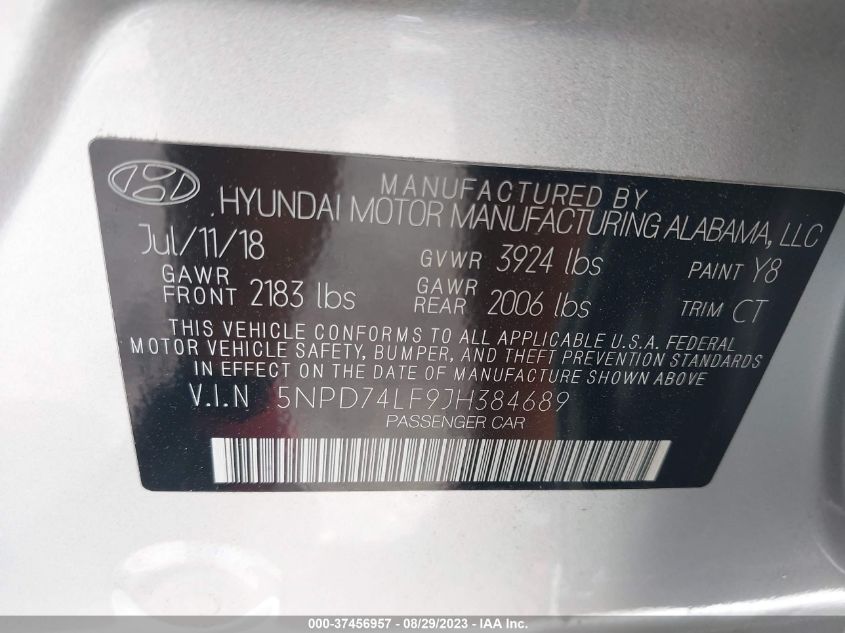 MANUFACTURED BY
HYUNDAI MOTOR MANUFACTURING ALABAMA, LLC
Jul/11/18 GVWR 3924 lbs PAINT Y8
GAWR FRONT 2183 lbs GAWR REAR 2006 lbs TRIM CT
THIS VEHICLE CONFORMS TO ALL APPLICABLE U.S.A. FEDERAL
MOTOR VEHICLE SAFETY, BUMPER, AND THEFT PREVENTION STANDARDS
IN EFFECT ON THE DATE OF MANUFACTURE SHOWN ABOVE.
V.I.N 5NPD74LF9JH384689
PASSENGER CAR
000-37456957 - 08/29/2023 - © IAA Inc.